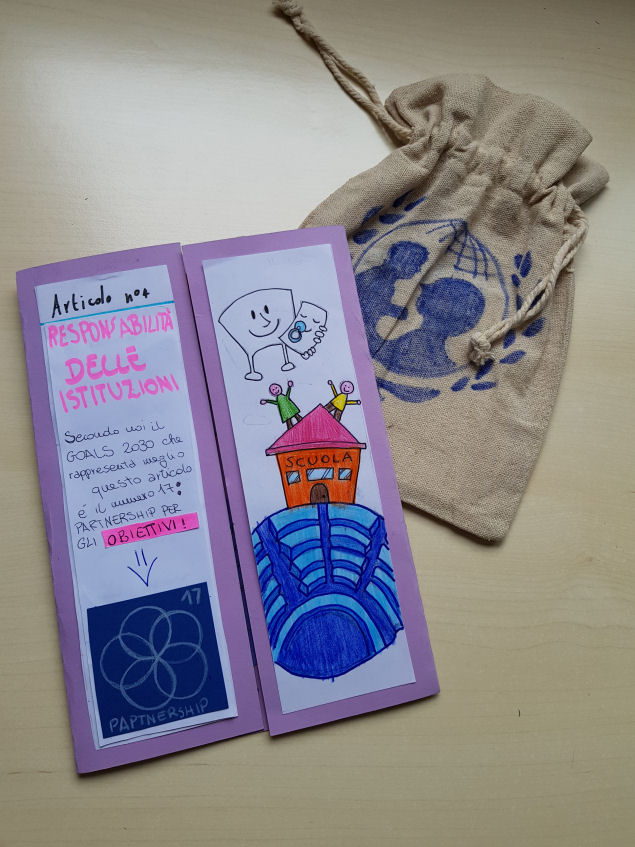 Articolo n°4
RESPONSABILITÀ
DELLE
ISTITUZIONI
Secondo noi il
GOALS 2030 che
rappresenta meglio
questo articolo
é il numero 17:
PARTNERSHIP PER
GLI OBIETTIVI!
17
PARTNERSHIP
SCUOLA